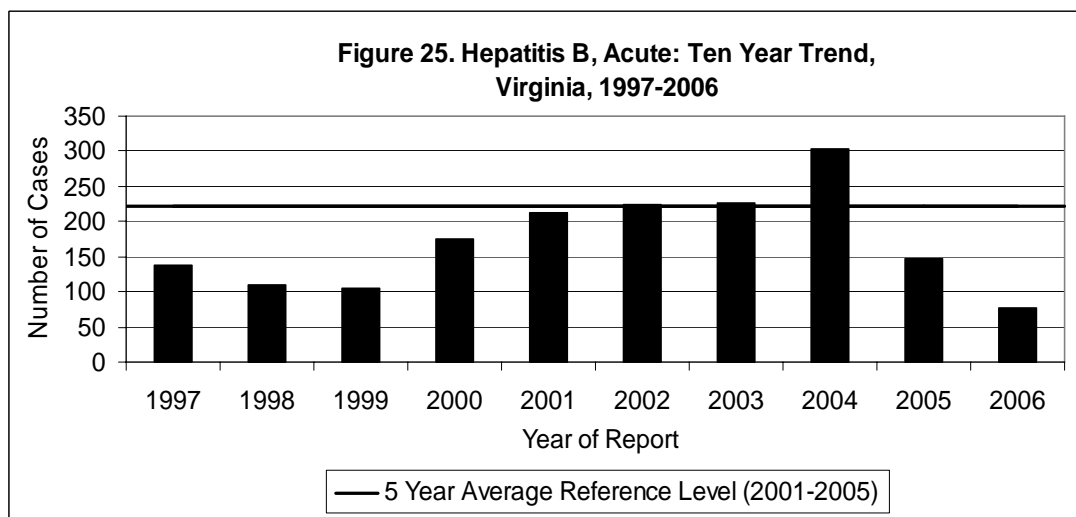 Figure 25. Hepatitis B, Acute: Ten Year Trend,
Virginia, 1997-2006
350
300
250
200
150
100
50
0
Number of Cases
1997 1998 1999 2000 2001 2002 2003 2004 2005 2006
Year of Report
5 Year Average Reference Level (2001-2005)